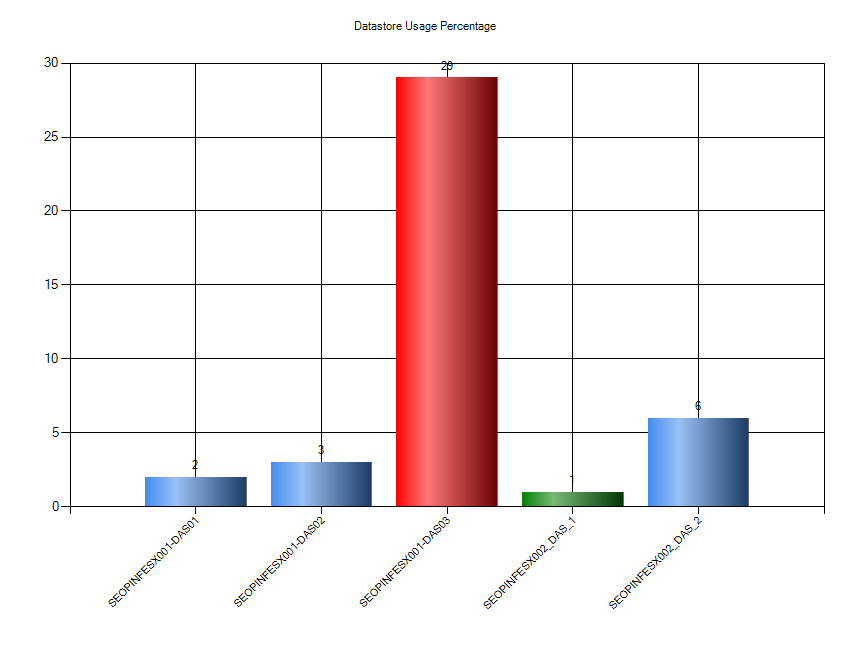 Datastore Usage Percentage
30
25
20
15
10
5
0
2
3
29
1
6
SEOPINFESX001-DAS01
SEOPINFESX001-DAS02
SEOPINFESX001-DAS03
SEOPINFESX002_DAS_1
SEOPINFESX002_DAS_2